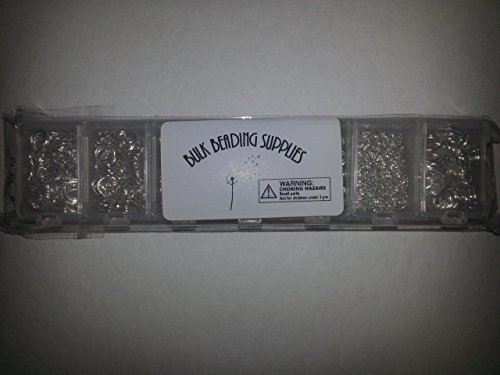 BULK BEADING SUPPLIES
WARNING:
CHOKING HAZARD
Small parts
Not for children under 3 yrs.